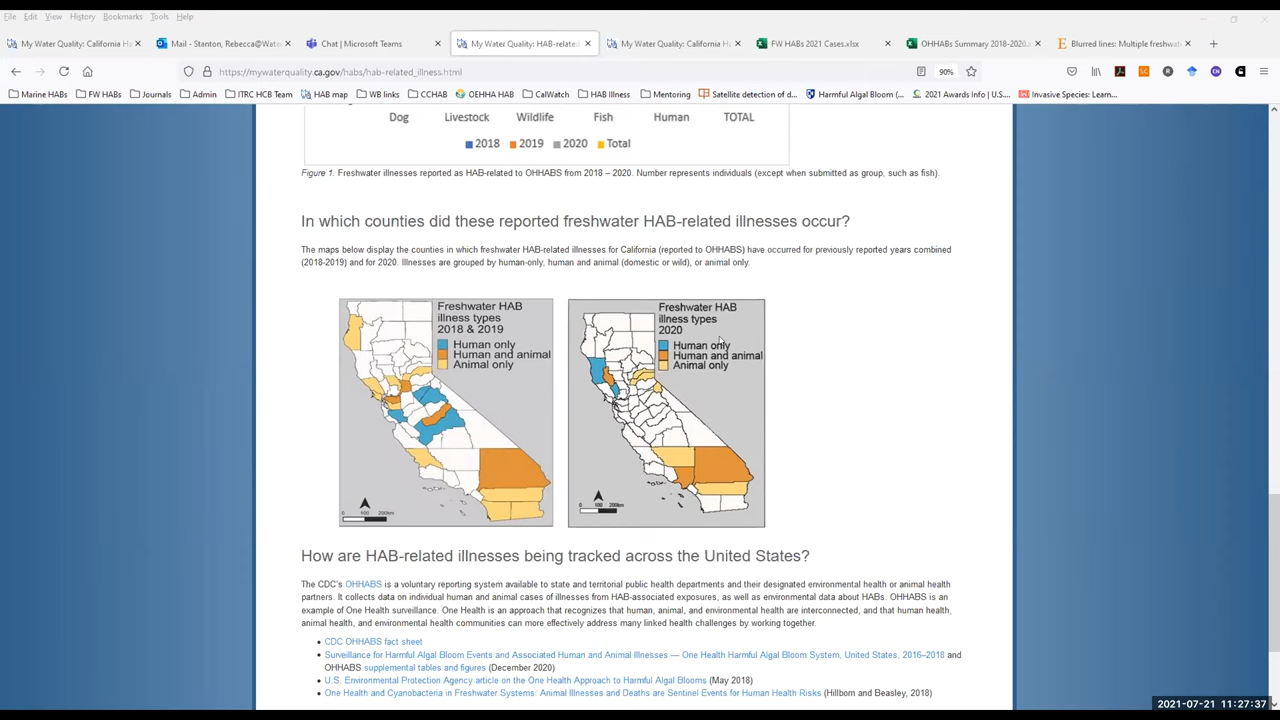 File Edit View History Bookmarks Tools Help
My Water Quality: California H
Mail - Stanton, Rebecca@Water
Chat | Microsoft Teams
My Water Quality: HAB-related
My Water Quality: California H
FW HABs 2021 Cases.xlsx
OHHABs Summary 2018-2020.x
Blurred lines: Multiple freshwat
https://mywaterquality.ca.gov/habs/hab-related_illness.html
90%
Marine HABs FW HABs Journals Admin ITRC HCB Team HAB map WB links CCHAB OEHHA HAB CalWatch HAB Illness Mentoring Satellite detection of d... Harmful Algal Bloom (... 2021 Awards Info | U.S... Invasive Species: Learn...
Dog Livestock Wildlife Fish Human TOTAL
2018 2019 2020 Total
Figure 1. Freshwater illnesses reported as HAB-related to OHHABS from 2018 – 2020. Number represents individuals (except when submitted as group, such as fish).
In which counties did these reported freshwater HAB-related illnesses occur?
The maps below display the counties in which freshwater HAB-related illnesses for California (reported to OHHABS) have occurred for previously reported years combined
(2018-2019) and for 2020. Illnesses are grouped by human-only, human and animal (domestic or wild), or animal only.
Freshwater HAB
illness types
2018 & 2019
Human only
Human and animal
Animal only
0 100 200km
Freshwater HAB
illness types
2020
Human only
Human and animal
Animal only
0 100 200km
How are HAB-related illnesses being tracked across the United States?
The CDC's OHHABS is a voluntary reporting system available to state and territorial public health departments and their designated environmental health or animal health
partners. It collects data on individual human and animal cases of illnesses from HAB-associated exposures, as well as environmental data about HABs. OHHABS is an
example of One Health surveillance. One Health is an approach that recognizes that human, animal, and environmental health are interconnected, and that human health,
animal health, and environmental health communities can more effectively address many linked health challenges by working together.
• CDC OHHABS fact sheet
• Surveillance for Harmful Algal Bloom Events and Associated Human and Animal Illnesses — One Health Harmful Algal Bloom System, United States, 2016–2018 and
OHHABS supplemental tables and figures (December 2020)
• U.S. Environmental Protection Agency article on the One Health Approach to Harmful Algal Blooms (May 2018)
• One Health and Cyanobacteria in Freshwater Systems: Animal Illnesses and Deaths are Sentinel Events for Human Health Risks (Hillborn and Beasley, 2018)
2021-07-21 11:27:37